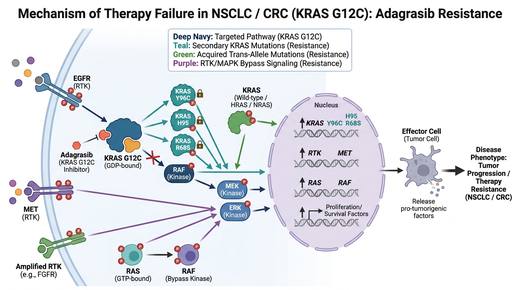 Mechanism of Therapy Failure in NSCLC / CRC (KRAS G12C): Adagrasib Resistance
Deep Navy: Targeted Pathway (KRAS G12C)
Teal: Secondary KRAS Mutations (Resistance)
Green: Acquired Trans-Allele Mutations (Resistance)
Purple: RTK/MAPK Bypass Signaling (Resistance)
EGFR
(RTK)
Adagrasib
(KRAS G12C
Inhibitor)
KRAS G12C
(GDP-bound)
KRAS
Y96C
KRAS
H95
KRAS
R68S
RAF
(Kinase)
KRAS
(Wild-type /
HRAS / NRAS)
MEK
(Kinase)
ERK
(Kinase)
MET
(RTK)
Amplified RTK
(e.g., FGFR)
RAS
(GTP-bound)
RAF
(Bypass Kinase)
Nucleus
KRAS Y96C H95 R68S
RTK MET
RAS RAF
Proliferation/
Survival Factors
Effector Cell
(Tumor Cell)
Release
pro-tumorigenic
factors
Disease
Phenotype:
Tumor
Progression /
Therapy
Resistance
(NSCLC / CRC)